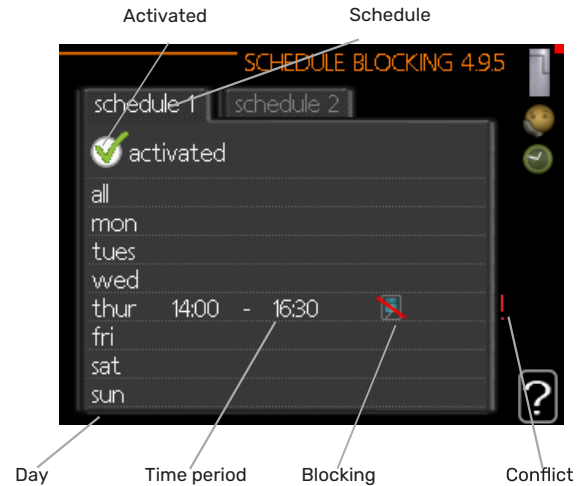 Activated Schedule
SCHEDULE BLOCKING 4.9.5
schedule 1 schedule 2
activated
all
mon
tues
wed
thur 14:00 - 16:30 !
fri
sat
sun
?
Day Time period Blocking Conflict